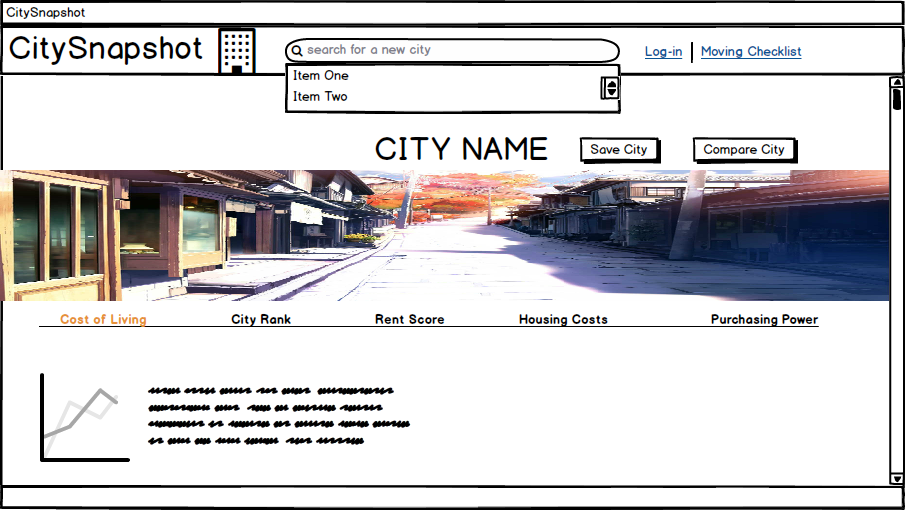 CitySnapshot
CitySnapshot
search for a new city
Log-in
Moving Checklist
Item One
Item Two
CITY NAME
Save City
Compare City
Cost of Living
City Rank
Rent Score
Housing Costs
Purchasing Power